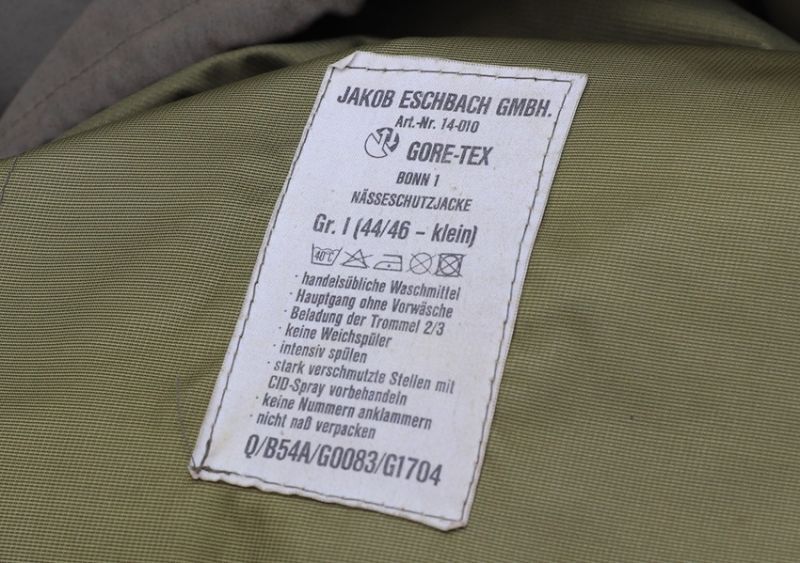 JAKOB ESCHBACH GMBH.
Art.-Nr. 14-010
GORE-TEX
BONN 1
NÄSSESCHUTZJACKE
Gr. I (44/46 – klein)
40°C
· handelsübliche Waschmittel
· Hauptgang ohne Vorwäsche
· Beladung der Trommel 2/3
· keine Weichspüler
· intensiv spülen
· stark verschmutzte Stellen mit
CID-Spray vorbehandeln
· keine Nummern anklammern
· nicht naß verpacken
Q/B54A/G0083/G1704